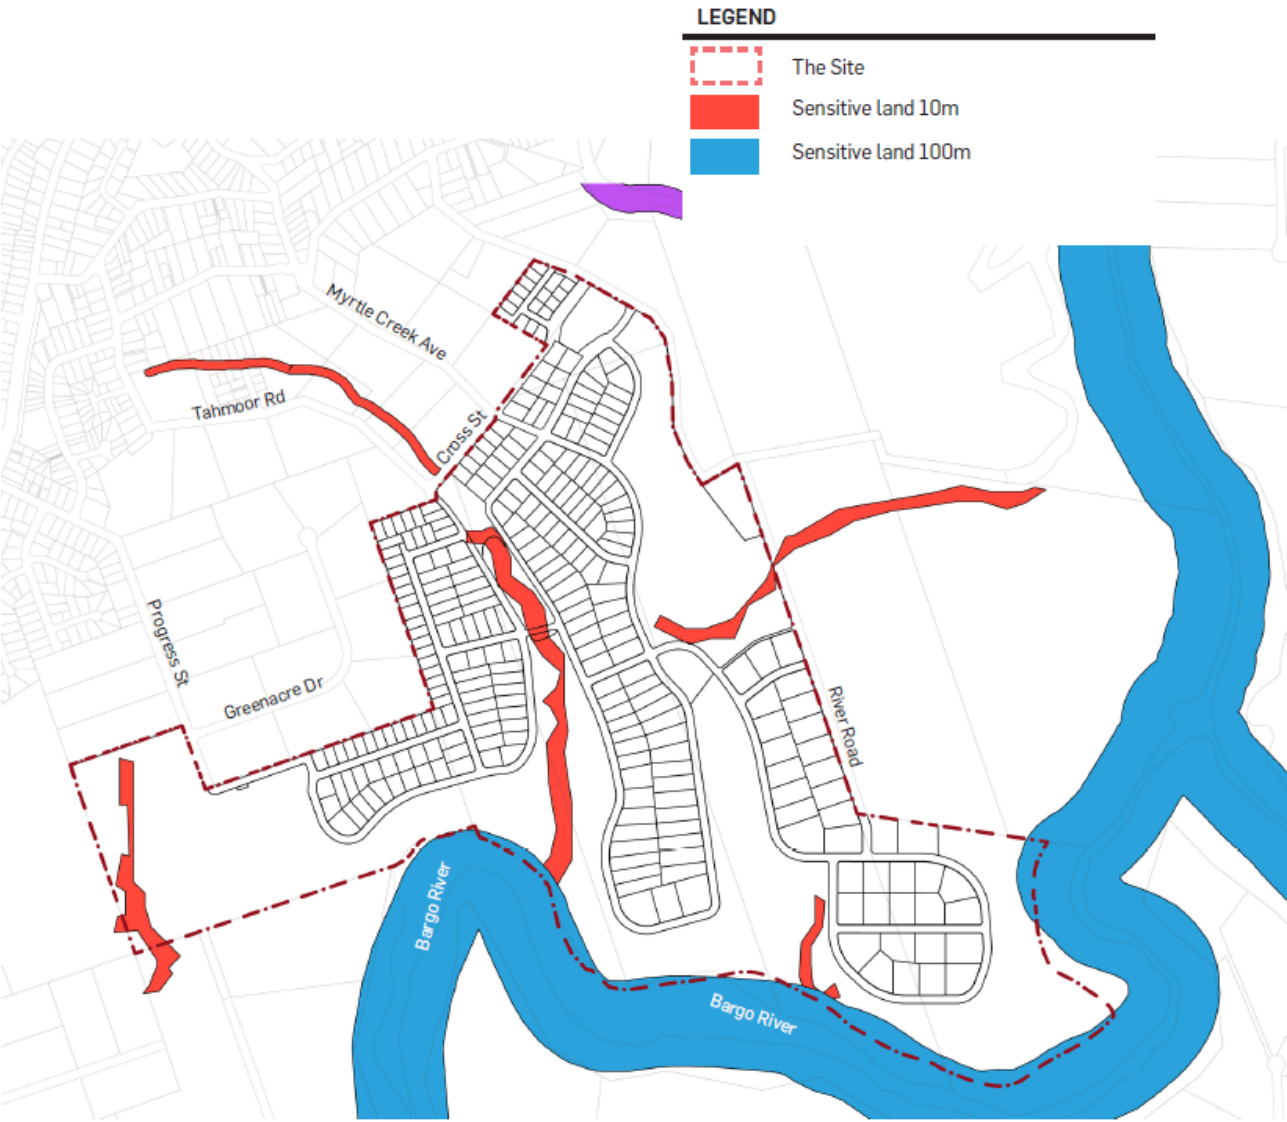 LEGEND
The Site
Sensitive land 10m
Sensitive land 100m
Myrtle Creek Ave
Tahmoor Rd
Cross St
Progress St
Greenacre Dr
River Road
Bargo River
Bargo River